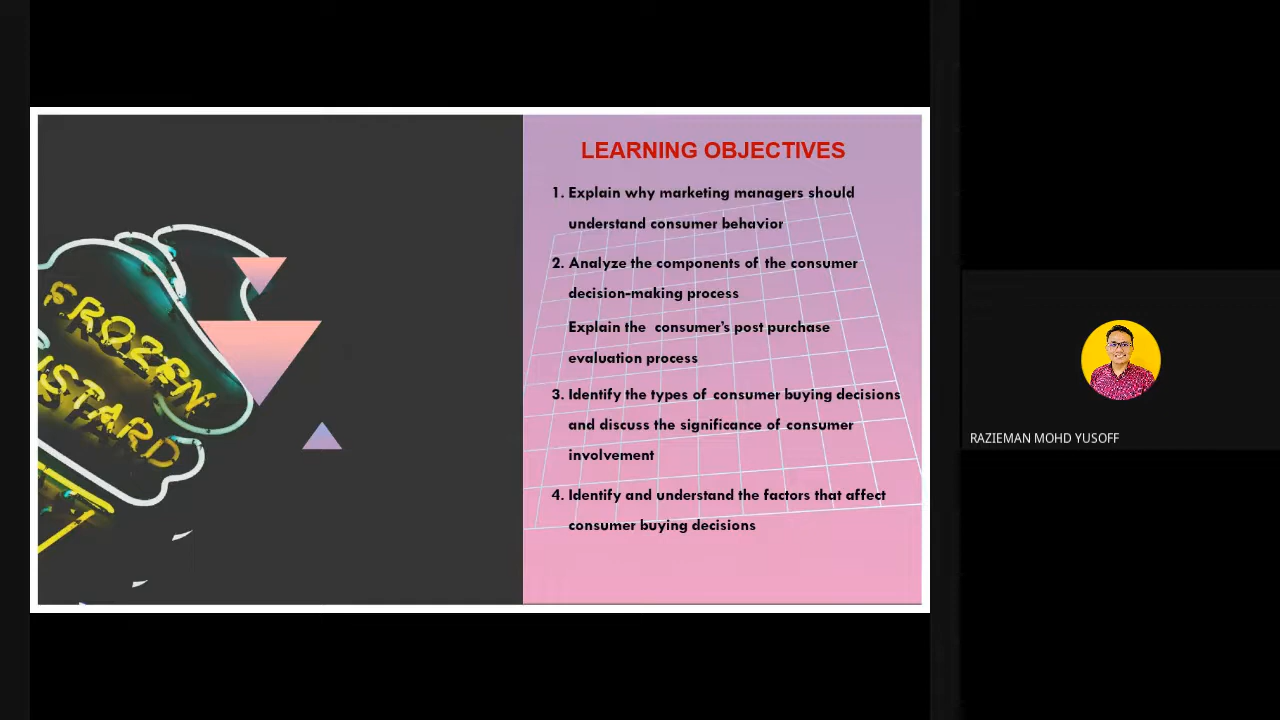 FROZEN
USTARD
LEARNING OBJECTIVES
1. Explain why marketing managers should
understand consumer behavior
2. Analyze the components of the consumer
decision-making process
Explain the consumer's post purchase
evaluation process
3. Identify the types of consumer buying decisions
and discuss the significance of consumer
involvement
4. Identify and understand the factors that affect
consumer buying decisions
RAZIEMAN MOHD YUSOFF